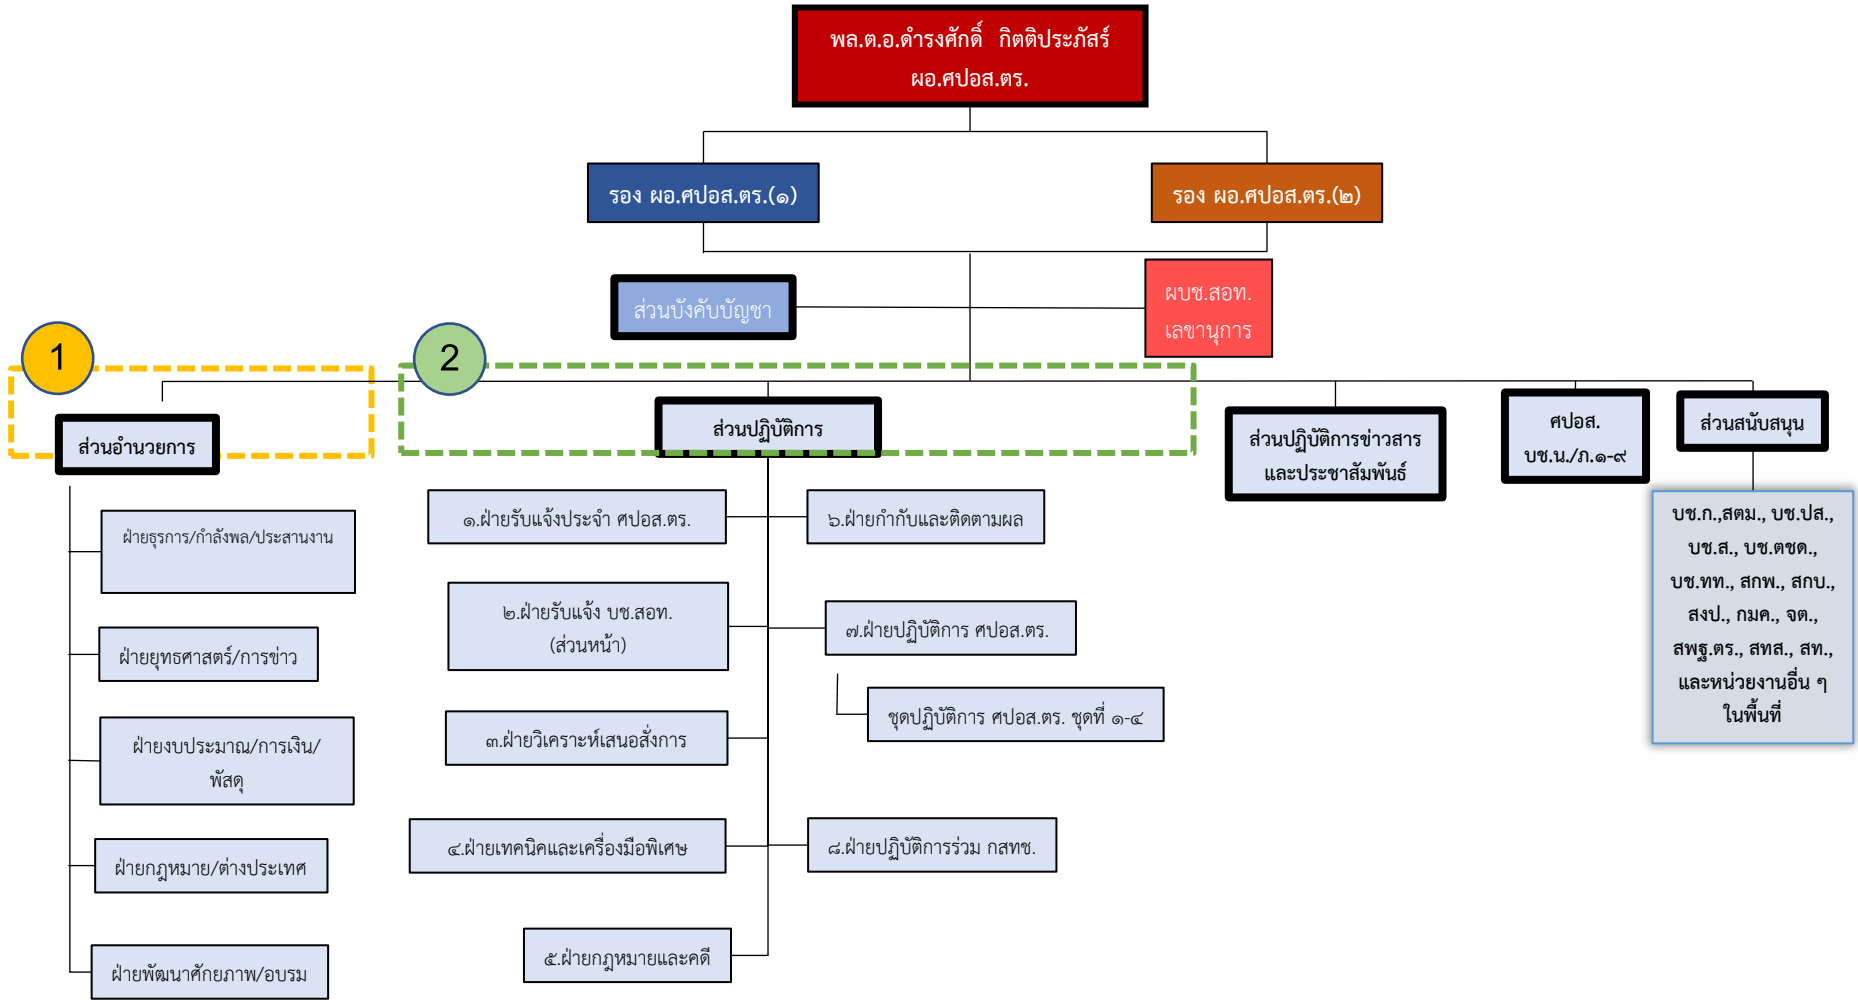 พล.ต.อ.ดำรงศักดิ์ กิตติประภัสร์
ผอ.ศปอส.ตร.
รอง ผอ.ศปอส.ตร.(๑)
รอง ผอ.ศปอส.ตร.(๒)
ส่วนบังคับบัญชา
ผบช.สอท.
เลขานุการ
1
2
ส่วนอำนวยการ
ส่วนปฏิบัติการ
ส่วนปฏิบัติการข่าวสาร
และประชาสัมพันธ์
ศปอส.
บช.น./ภ.๑-๙
ส่วนสนับสนุน
ฝ่ายธุรการ/กำลังพล/ประสานงาน
ฝ่ายยุทธศาสตร์/การข่าว
ฝ่ายงบประมาณ/การเงิน/
พัสดุ
ฝ่ายกฎหมาย/ต่างประเทศ
ฝ่ายพัฒนาศักยภาพ/อบรม
๑.ฝ่ายรับแจ้งประจำ ศปอส.ตร.
๒.ฝ่ายรับแจ้ง บช.สอท.
(ส่วนหน้า)
๓.ฝ่ายวิเคราะห์เสนอสั่งการ
๔.ฝ่ายเทคนิคและเครื่องมือพิเศษ
๕.ฝ่ายกฎหมายและคดี
๖.ฝ่ายกำกับและติดตามผล
๗.ฝ่ายปฏิบัติการ ศปอส.ตร.
ชุดปฏิบัติการ ศปอส.ตร. ชุดที่ ๑-๔
๘.ฝ่ายปฏิบัติการร่วม กสทช.
บช.ก.,สตม., บช.ปส.,
บช.ส., บช.ตชด.,
บช.ทท., สกพ., สกบ.,
สงป., กมค., จต.,
สพฐ.ตร., สทส., สท.,
และหน่วยงานอื่น ๆ
ในพื้นที่